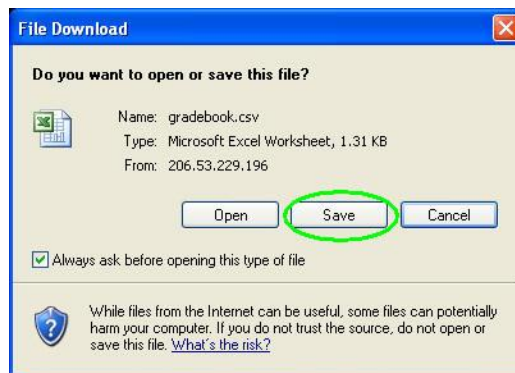 File Download
Do you want to open or save this file?
Name: gradebook.csv
Type: Microsoft Excel Worksheet, 1.31 KB
From: 206.53.229.196
Open Save Cancel
Always ask before opening this type of file
While files from the Internet can be useful, some files can potentially
harm your computer. If you do not trust the source, do not open or
save this file. What's the risk?